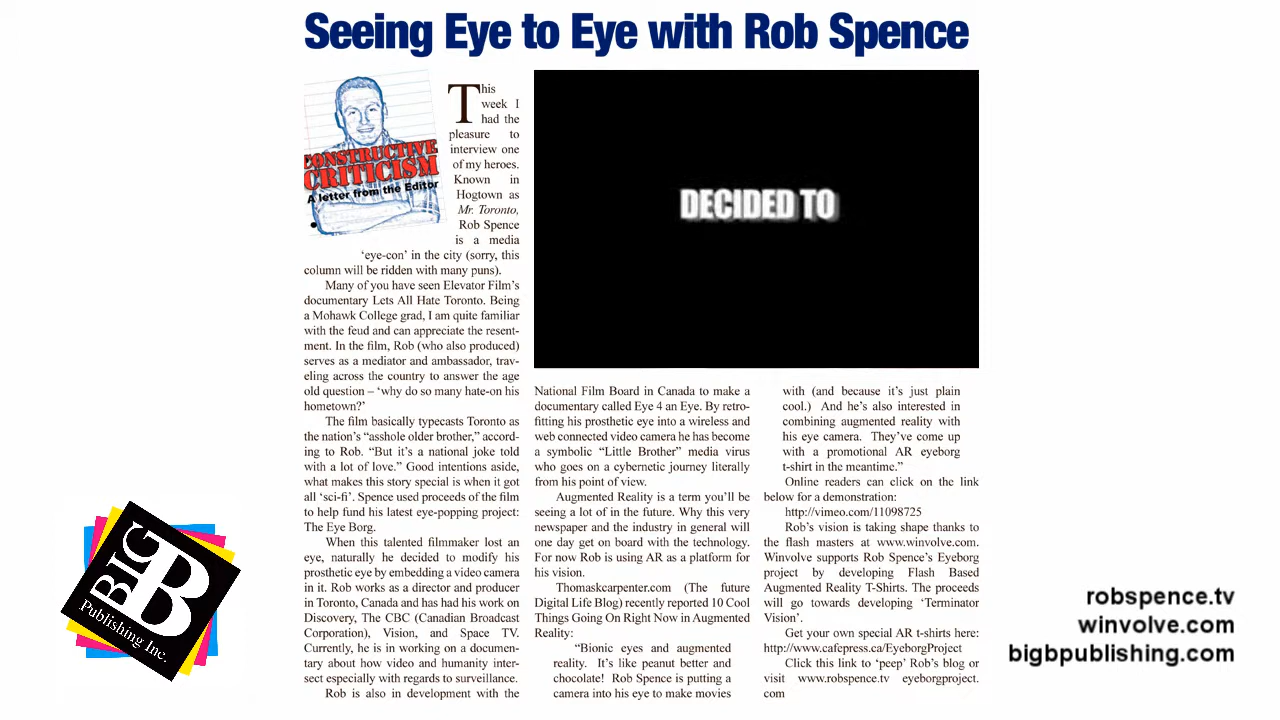 Seeing Eye to Eye with Rob Spence
CONSTRUCTIVE
CRITICISM
A letter from the Editor
This
week I
had the
pleasure to
interview one
of my heroes.
Known in
Hogtown as
Mr. Toronto,
Rob Spence
is a media
‘eye-con’ in the city (sorry, this
column will be ridden with many puns).
Many of you have seen Elevator Film’s
documentary Lets All Hate Toronto. Being
a Mohawk College grad, I am quite familiar
with the feud and can appreciate the resent-
ment. In the film, Rob (who also produced)
serves as a mediator and ambassador, trav-
eling across the country to answer the age
old question – ‘why do so many hate-on his
hometown?’
The film basically typecasts Toronto as
the nation’s “asshole older brother,” accord-
ing to Rob. “But it’s a national joke told
with a lot of love.” Good intentions aside,
what makes this story special is when it got
all ‘sci-fi’. Spence used proceeds of the film
to help fund his latest eye-popping project:
The Eye Borg.
When this talented filmmaker lost an
eye, naturally he decided to modify his
prosthetic eye by embedding a video camera
in it. Rob works as a director and producer
in Toronto, Canada and has had his work on
Discovery, The CBC (Canadian Broadcast
Corporation), Vision, and Space TV.
Currently, he is in working on a documen-
tary about how video and humanity inter-
sect especially with regards to surveillance.
Rob is also in development with the
DECIDED TO
National Film Board in Canada to make a
documentary called Eye 4 an Eye. By retro-
fitting his prosthetic eye into a wireless and
web connected video camera he has become
a symbolic “Little Brother” media virus
who goes on a cybernetic journey literally
from his point of view.
Augmented Reality is a term you’ll be
seeing a lot of in the future. Why this very
newspaper and the industry in general will
one day get on board with the technology.
For now Rob is using AR as a platform for
his vision.
Thomaskcarpenter.com (The future
Digital Life Blog) recently reported 10 Cool
Things Going On Right Now in Augmented
Reality:
“Bionic eyes and augmented
reality. It’s like peanut better and
chocolate! Rob Spence is putting a
camera into his eye to make movies
with (and because it’s just plain
cool.) And he’s also interested in
combining augmented reality with
his eye camera. They’ve come up
with a promotional AR eyeborg
t-shirt in the meantime.”
Online readers can click on the link
below for a demonstration:
http://vimeo.com/11098725
Rob’s vision is taking shape thanks to
the flash masters at www.winvolve.com.
Winvolve supports Rob Spence’s Eyeborg
project by developing Flash Based
Augmented Reality T-Shirts. The proceeds
will go towards developing ‘Terminator
Vision’.
Get your own special AR t-shirts here:
http://www.cafepress.ca/EyeborgProject
Click this link to ‘peep’ Rob’s blog or
visit www.robspence.tv eyeborgproject.
com
BIG B
Publishing Inc.
robspence.tv
winvolve.com
bigbpublishing.com